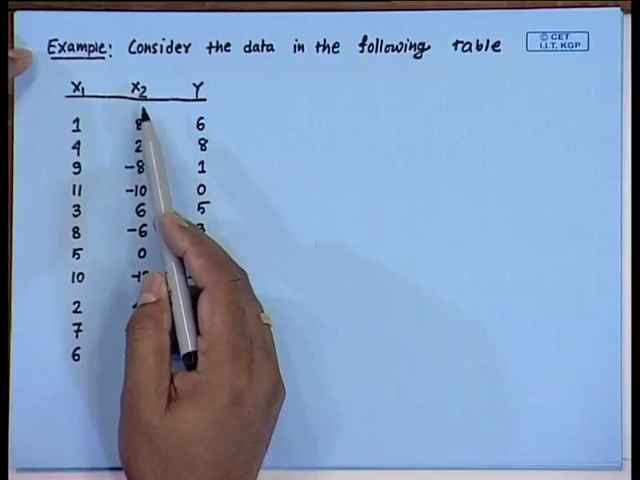 Example: Consider the data in the following table
© CET
I.I.T. KGP
X1 X2 Y
1 8 6
4 2 8
9 -8 1
11 -10 0
3 6 5
8 -6 3
5 0
10
2
7
6